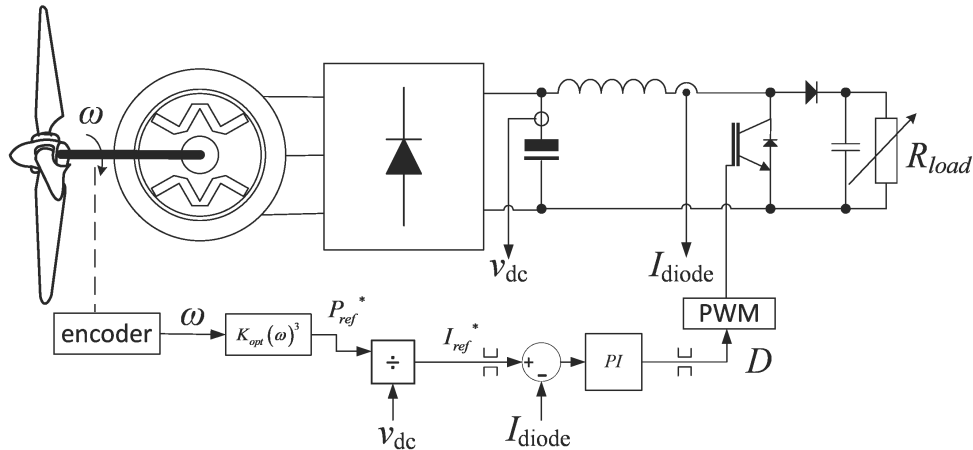 ω
R_load
v_dc
I_diode
encoder
ω
K_opt(ω)^3
P_ref^*
÷
I_ref^*
+
-
PI
PWM
D
v_dc
I_diode